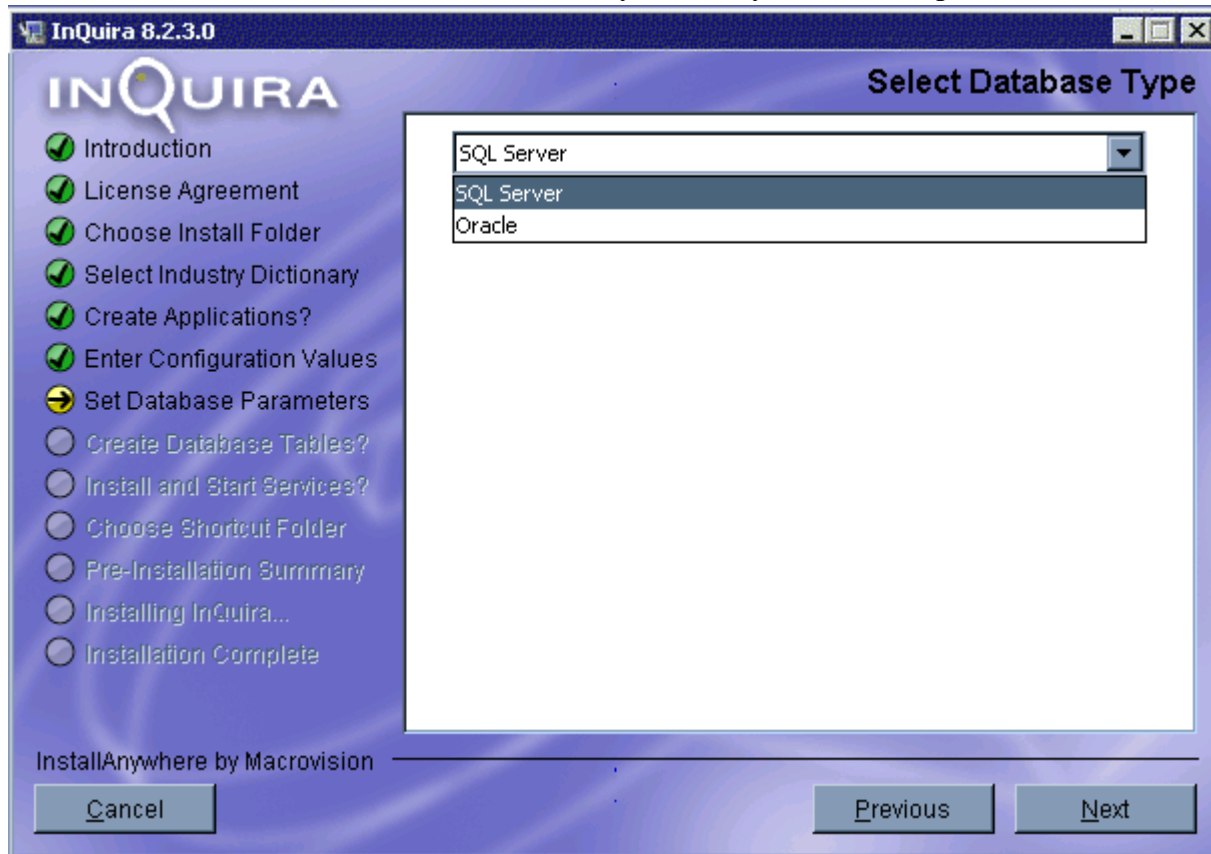 InQuira 8.2.3.0
INQUIRA
Select Database Type
Introduction
License Agreement
Choose Install Folder
Select Industry Dictionary
Create Applications?
Enter Configuration Values
Set Database Parameters
Create Database Tables?
Install and Start Services?
Choose Shortcut Folder
Pre-Installation Summary
Installing InQuira...
Installation Complete
SQL Server
SQL Server
Oracle
InstallAnywhere by Macrovision
Cancel
Previous
Next